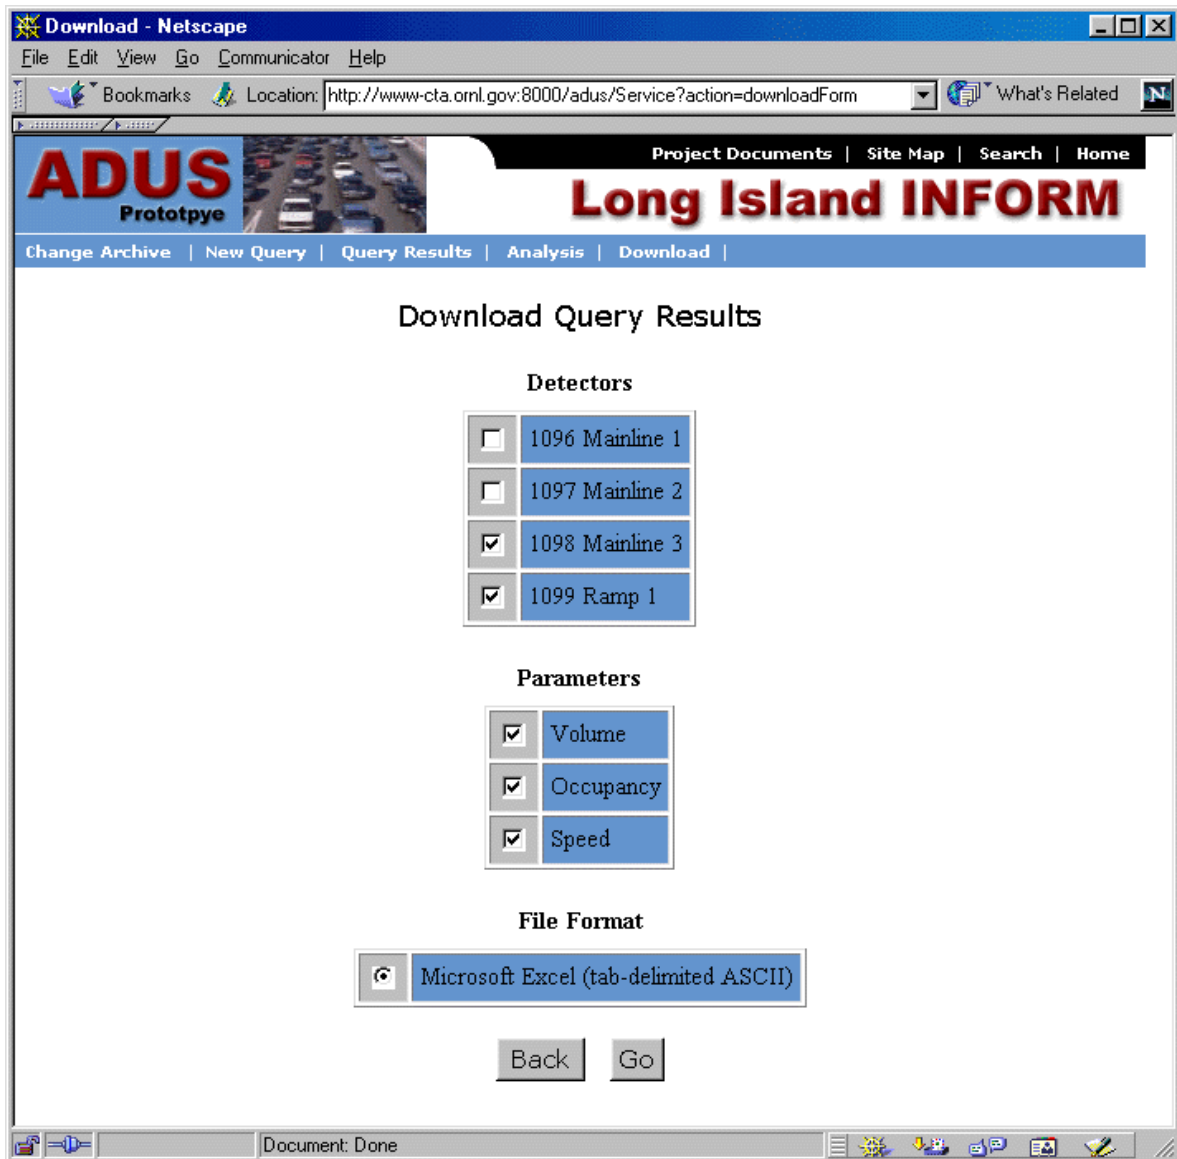 Download - Netscape
File Edit View Go Communicator Help
Bookmarks Location: http://www-cta.ornl.gov:8000/adus/Service?action=downloadForm What's Related N
ADUS
Prototpye
Project Documents | Site Map | Search | Home
Long Island INFORM
Change Archive | New Query | Query Results | Analysis | Download |
Download Query Results
Detectors
1096 Mainline 1
1097 Mainline 2
1098 Mainline 3
1099 Ramp 1
Parameters
Volume
Occupancy
Speed
File Format
Microsoft Excel (tab-delimited ASCII)
Back Go
Document: Done